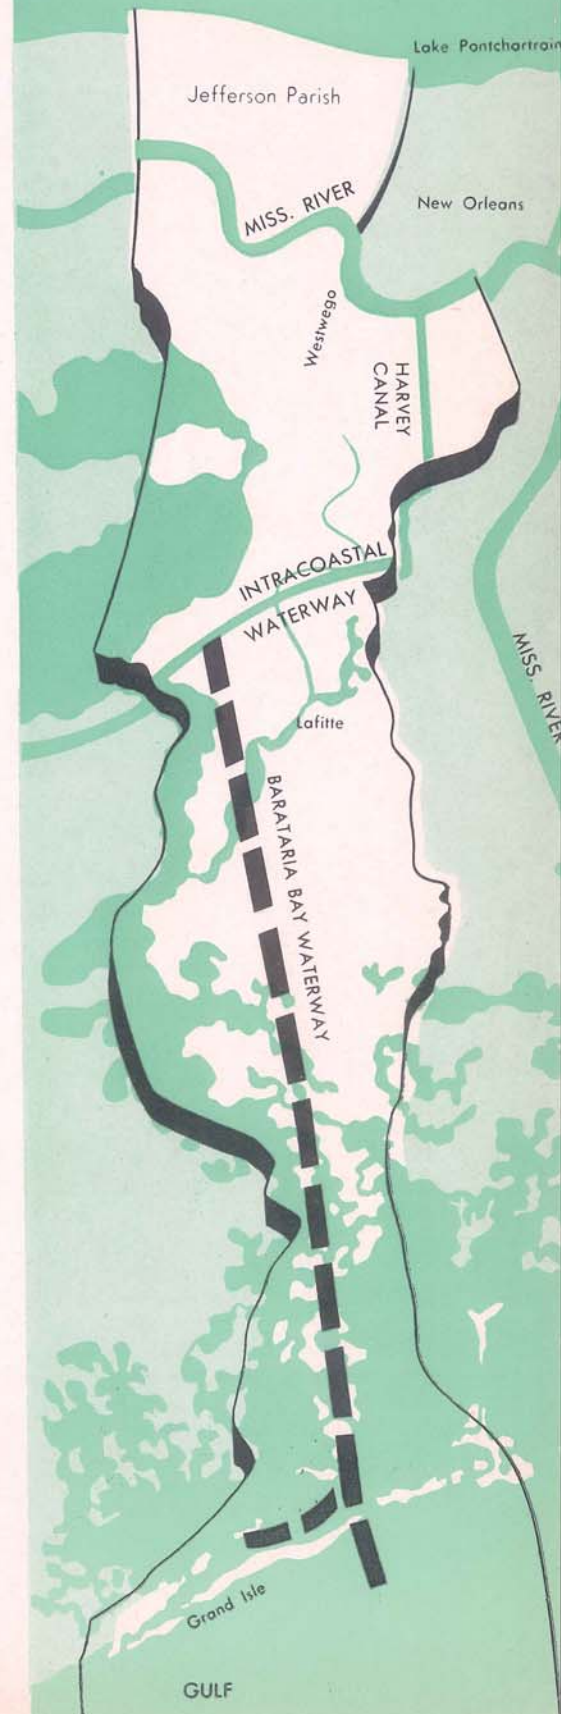 Lake Pontchartrain
Jefferson Parish
MISS. RIVER
New Orleans
Westwego
HARVEY
CANAL
INTRACOASTAL
WATERWAY
MISS. RIVER
Lafitte
BARATARIA BAY WATERWAY
Grand Isle
GULF